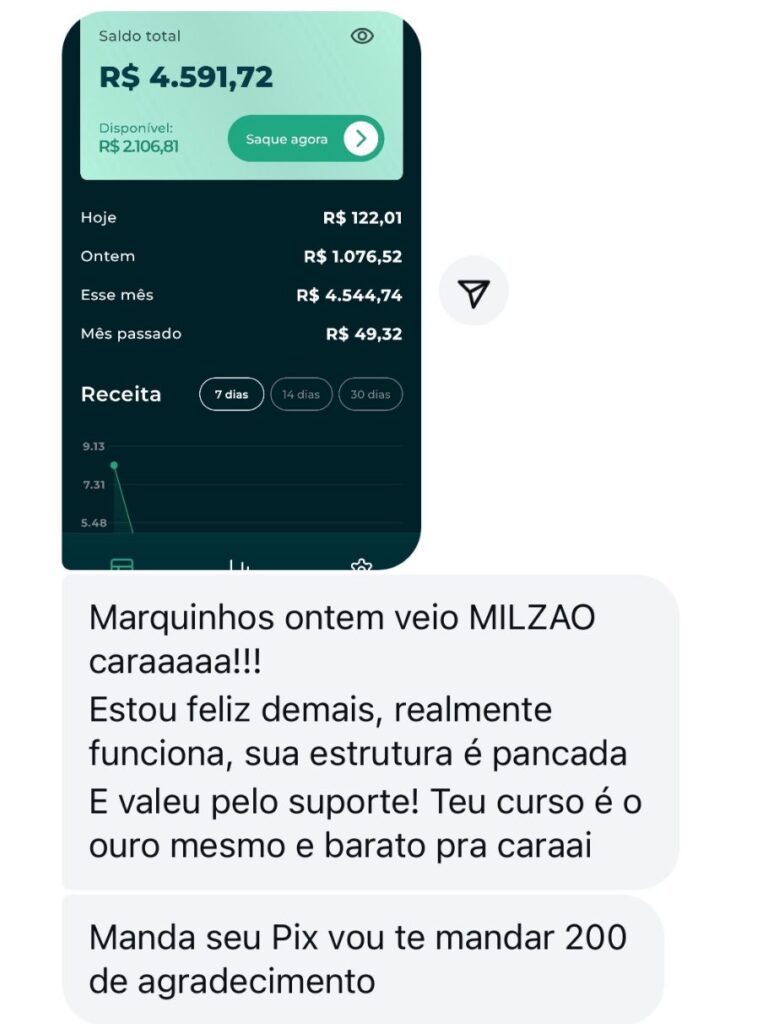 Saldo total
R$ 4.591,72
Disponível:
R$ 2.106,81
Saque agora
Hoje R$ 122,01
Ontem R$ 1.076,52
Esse mês R$ 4.544,74
Mês passado R$ 49,32
Receita 7 dias 14 dias 30 dias
9.13
7.31
5.48
Marquinhos ontem veio MILZAO
caraaaaa!!!
Estou feliz demais, realmente
funciona, sua estrutura é pancada
E valeu pelo suporte! Teu curso é o
ouro mesmo e barato pra caraai
Manda seu Pix vou te mandar 200
de agradecimento